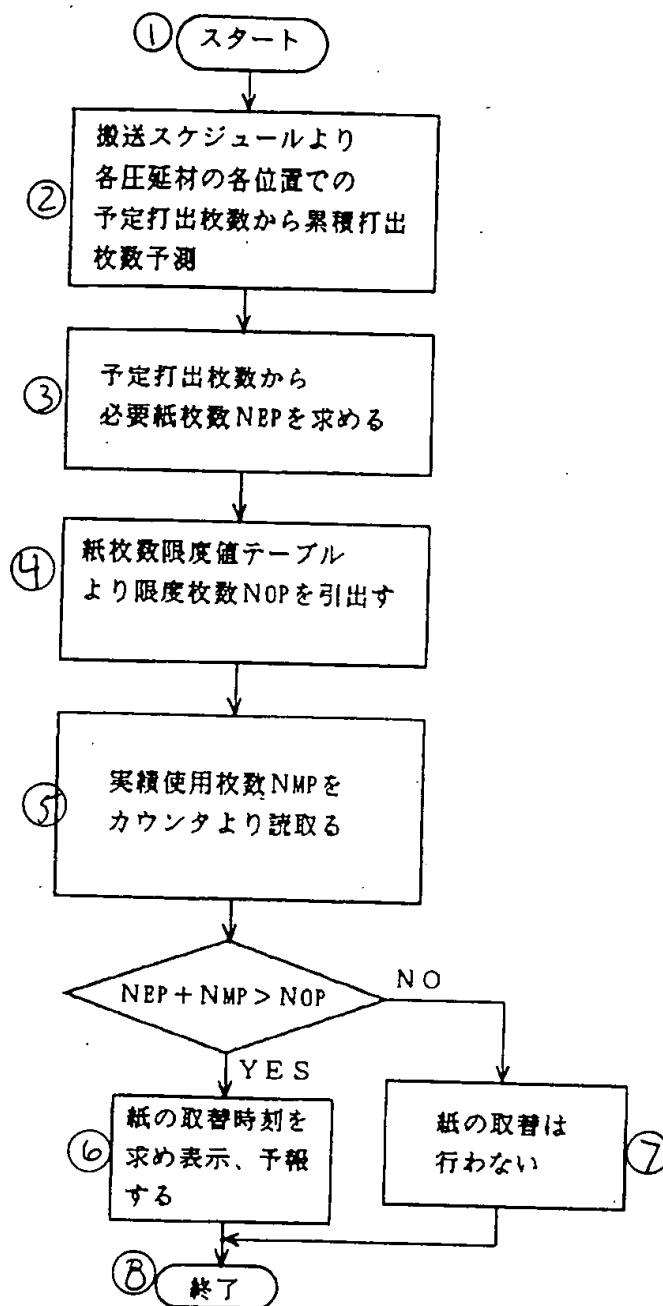 ① スタート
搬送スケジュールより
各圧延材の各位置での
② 予定打出枚数から累積打出
枚数予測
予定打出枚数から
③ 必要紙枚数NEPを求める
紙枚数限度値テーブル
④ より限度枚数NOPを引出す
実績使用枚数NMPを
⑤ カウンタより読取る
NEP+NMP>NOP
NO
YES
紙の取替時刻を
⑥ 求め表示、予報
する
紙の取替は
行わない ⑦
⑧ 終了